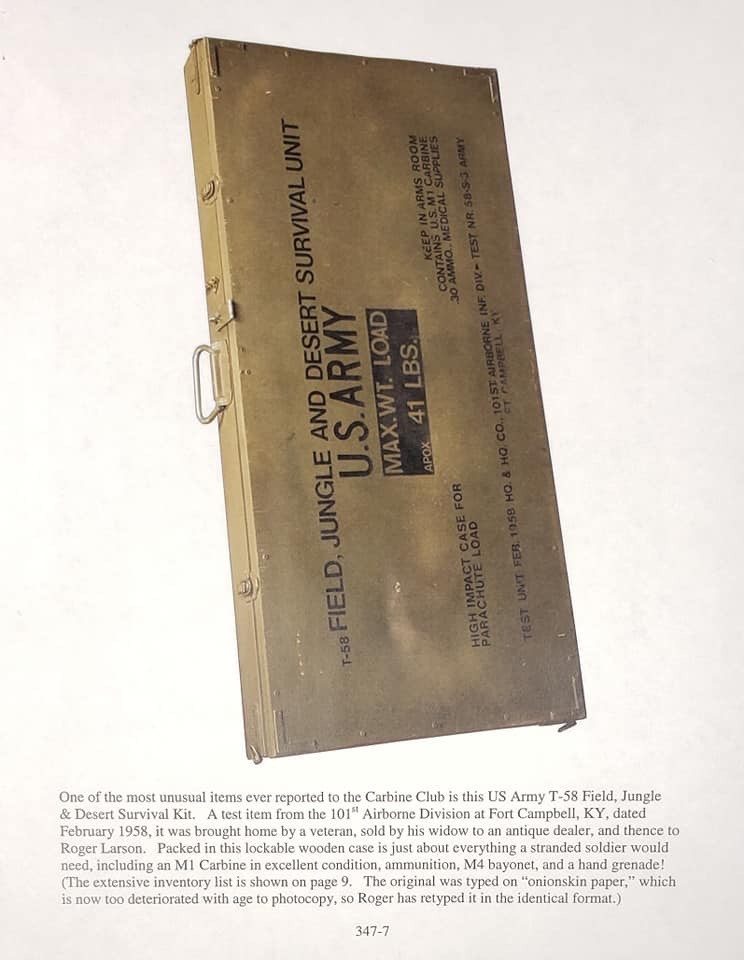 T-58 FIELD, JUNGLE AND DESERT SURVIVAL UNIT
U.S. ARMY
MAX. WT. LOAD
APOX 41 LBS.
KEEP IN ARMS ROOM
CONTAINS U.S. M1 CARBINE
.30 AMMO., MEDICAL SUPPLIES
HIGH IMPACT CASE FOR
PARACHUTE LOAD
TEST UNIT FEB. 1958 HQ. & HQ. CO., 101ST AIRBORNE INF. DIV.- TEST NR. 58-S-3 ARMY
FT. CAMPBELL, KY
One of the most unusual items ever reported to the Carbine Club is this US Army T-58 Field, Jungle
& Desert Survival Kit. A test item from the 101st Airborne Division at Fort Campbell, KY, dated
February 1958, it was brought home by a veteran, sold by his widow to an antique dealer, and thence to
Roger Larson. Packed in this lockable wooden case is just about everything a stranded soldier would
need, including an M1 Carbine in excellent condition, ammunition, M4 bayonet, and a hand grenade!
(The extensive inventory list is shown on page 9. The original was typed on “onionskin paper,” which
is now too deteriorated with age to photocopy, so Roger has retyped it in the identical format.)
347-7